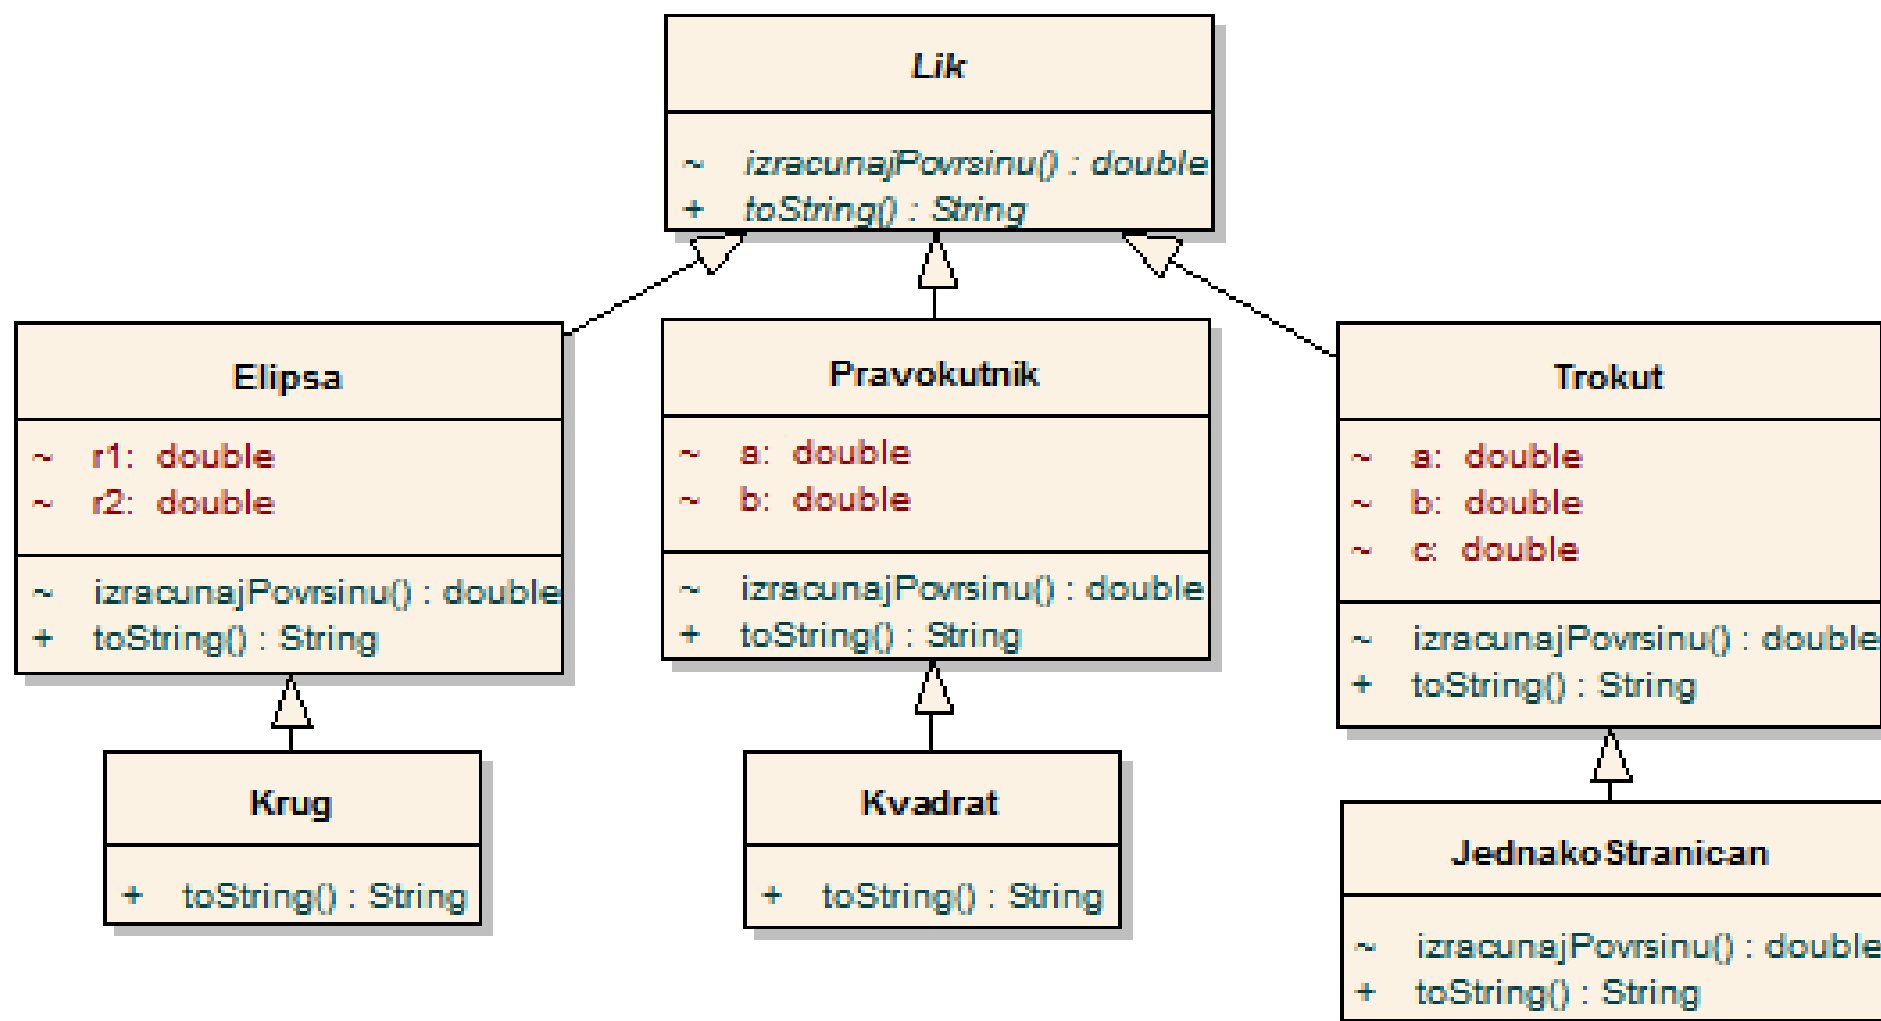 Lik
~ izracunajPovrsinu() : double
+ toString() : String
Elipsa
~ r1: double
~ r2: double
~ izracunajPovrsinu() : double
+ toString() : String
Pravokutnik
~ a: double
~ b: double
~ izracunajPovrsinu() : double
+ toString() : String
Trokut
~ a: double
~ b: double
~ c: double
~ izracunajPovrsinu() : double
+ toString() : String
Krug
+ toString() : String
Kvadrat
+ toString() : String
JednakoStranican
~ izracunajPovrsinu() : double
+ toString() : String